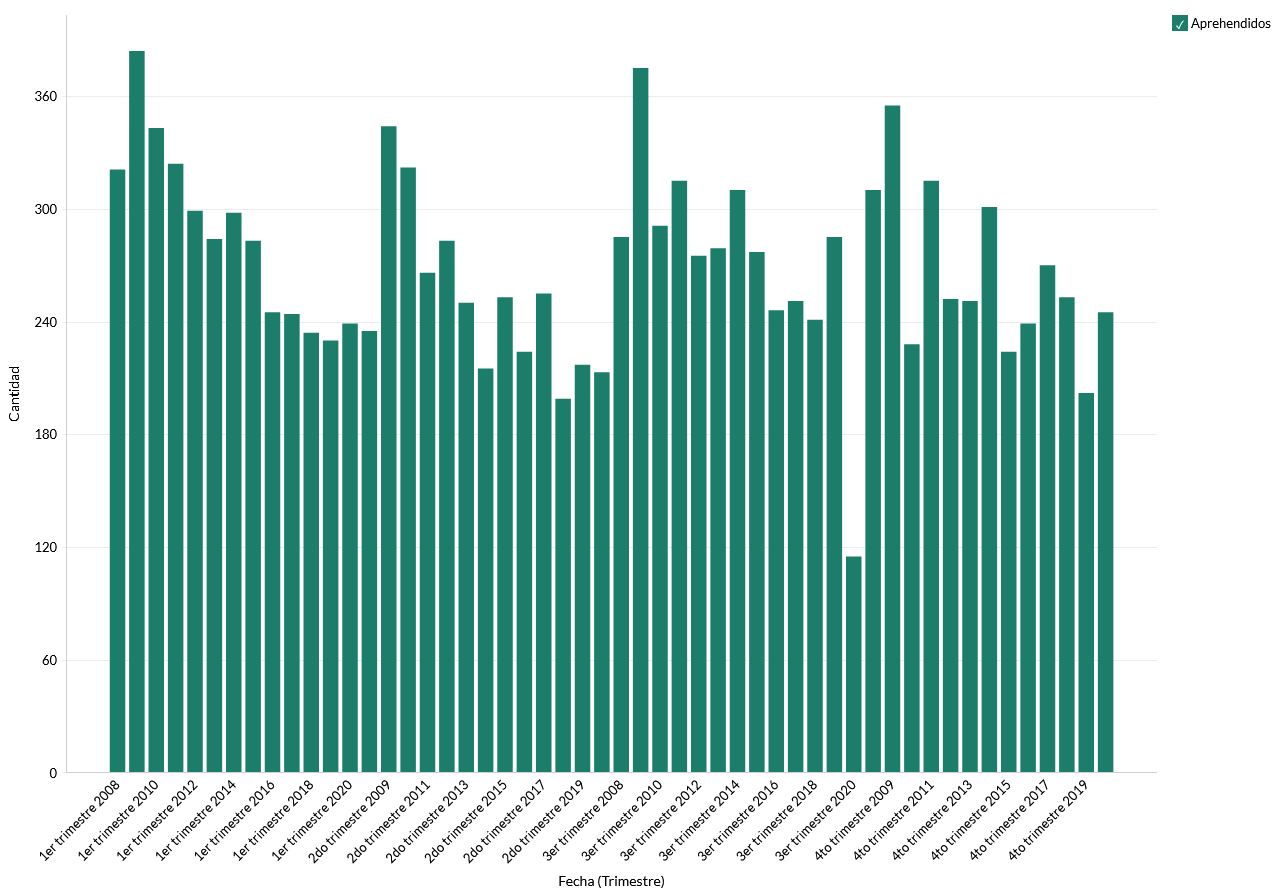 Aprehendidos
Cantidad
360
300
240
180
120
60
0
1er trimestre 2008
1er trimestre 2010
1er trimestre 2012
1er trimestre 2014
1er trimestre 2016
1er trimestre 2018
1er trimestre 2020
2do trimestre 2009
2do trimestre 2011
2do trimestre 2013
2do trimestre 2015
2do trimestre 2017
2do trimestre 2019
3er trimestre 2008
3er trimestre 2010
3er trimestre 2012
3er trimestre 2014
3er trimestre 2016
3er trimestre 2018
3er trimestre 2020
4to trimestre 2009
4to trimestre 2011
4to trimestre 2013
4to trimestre 2015
4to trimestre 2017
4to trimestre 2019
Fecha (Trimestre)